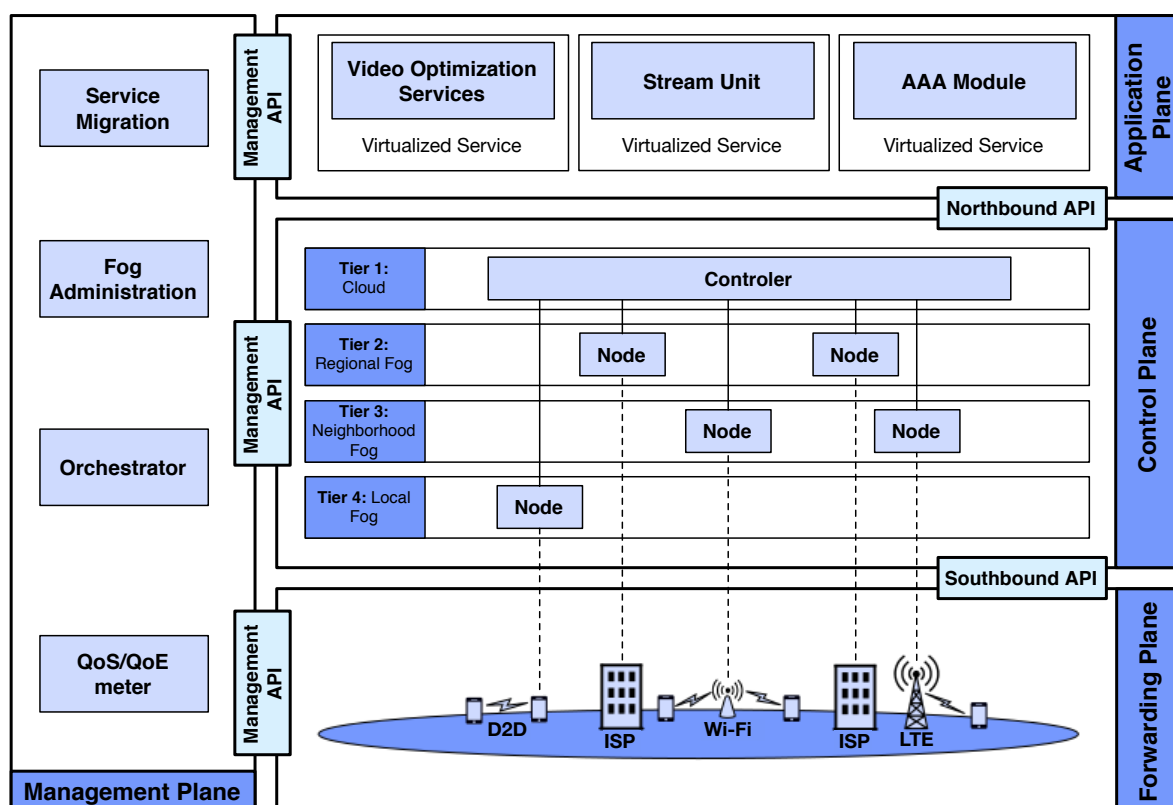 Service
Migration
Fog
Administration
Orchestrator
QoS/QoE
meter
Management Plane
Management
API
Management
API
Management
API
Video Optimization
Services
Virtualized Service
Stream Unit
Virtualized Service
AAA Module
Virtualized Service
Application
Plane
Northbound API
Tier 1:
Cloud
Controler
Tier 2:
Regional Fog
Node
Node
Tier 3:
Neighborhood
Fog
Node
Node
Tier 4: Local
Fog
Node
Control Plane
Southbound API
D2D
ISP
Wi-Fi
ISP
LTE
Forwarding Plane